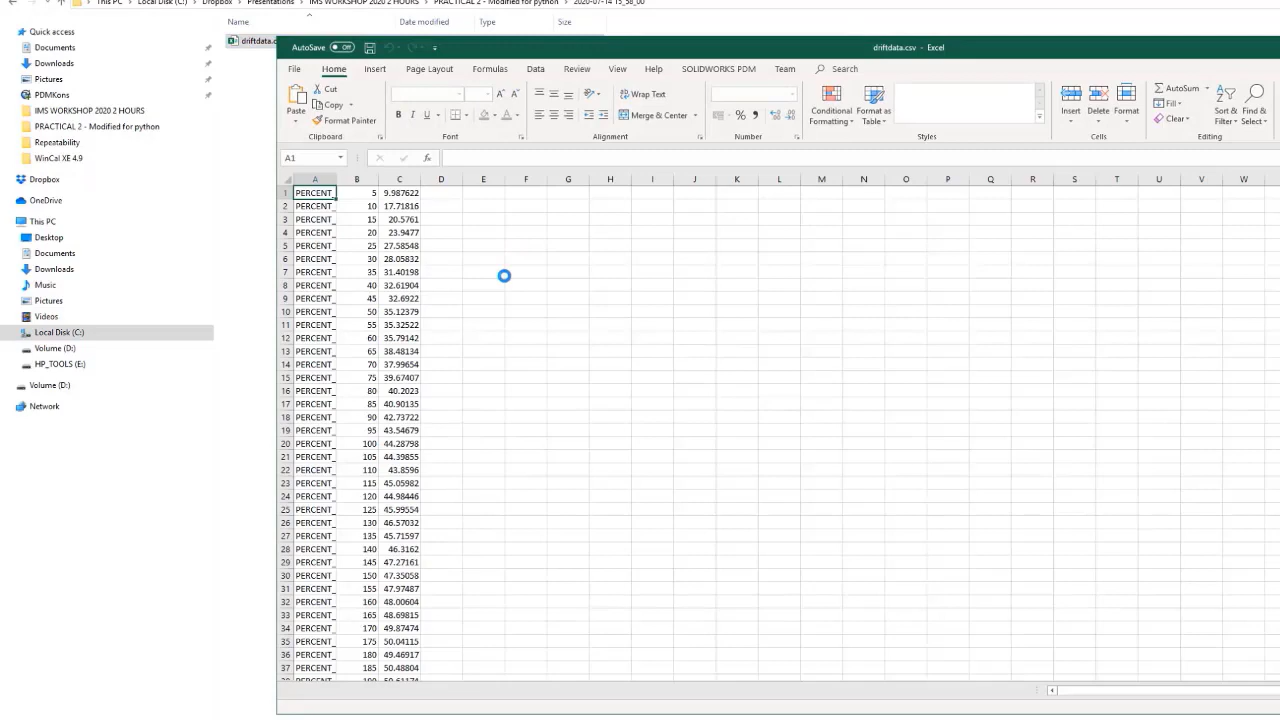 This PC Local Disk (C:) Dropbox Presentations IMS WORKSHOP 2020 2 HOURS PRACTICAL 2 - Modified for python 2020-07-14 15_58_00
Name Date modified Type Size
Quick access
Documents
Downloads
Pictures
PDMKons
IMS WORKSHOP 2020 2 HOURS
PRACTICAL 2 - Modified for python
Repeatability
WinCal XE 4.9
Dropbox
OneDrive
This PC
Desktop
Documents
Downloads
Music
Pictures
Videos
Local Disk (C:)
Volume (D:)
HP_TOOLS (E:)
Volume (D:)
Network
driftdata.c
AutoSave Off driftdata.csv - Excel
File Home Insert Page Layout Formulas Data Review View Help SOLIDWORKS PDM Team Search
Paste Cut Copy Format Painter
B I U A A A Wrap Text Merge & Center % Conditional Formatting Format as Table Insert Delete Format AutoSum Fill Clear Sort & Filter Find & Select
Clipboard Font Alignment Number Styles Cells Editing
A1 fx
A B C D E F G H I J K L M N O P Q R S T U V W
1 PERCENT_ 5 9.987622
2 PERCENT_ 10 17.71816
3 PERCENT_ 15 20.5761
4 PERCENT_ 20 23.9477
5 PERCENT_ 25 27.58548
6 PERCENT_ 30 28.05832
7 PERCENT_ 35 31.40198
8 PERCENT_ 40 32.61904
9 PERCENT_ 45 32.6922
10 PERCENT_ 50 35.12379
11 PERCENT_ 55 35.32522
12 PERCENT_ 60 35.79142
13 PERCENT_ 65 38.48134
14 PERCENT_ 70 37.99654
15 PERCENT_ 75 39.67407
16 PERCENT_ 80 40.2023
17 PERCENT_ 85 40.90135
18 PERCENT_ 90 42.73722
19 PERCENT_ 95 43.54679
20 PERCENT_ 100 44.28798
21 PERCENT_ 105 44.39855
22 PERCENT_ 110 43.8596
23 PERCENT_ 115 45.05982
24 PERCENT_ 120 44.98446
25 PERCENT_ 125 45.99554
26 PERCENT_ 130 46.57032
27 PERCENT_ 135 45.71597
28 PERCENT_ 140 46.3162
29 PERCENT_ 145 47.27161
30 PERCENT_ 150 47.35058
31 PERCENT_ 155 47.97487
32 PERCENT_ 160 48.00604
33 PERCENT_ 165 48.69815
34 PERCENT_ 170 49.87474
35 PERCENT_ 175 50.04115
36 PERCENT_ 180 49.46917
37 PERCENT_ 185 50.48804